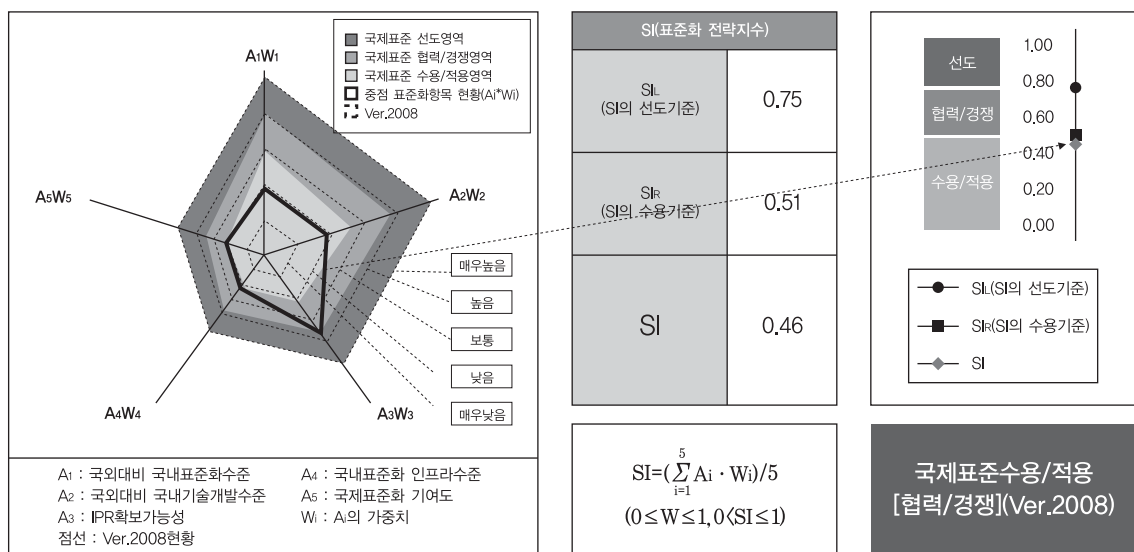 국제표준 선도영역
국제표준 협력/경쟁영역
국제표준 수용/적용영역
중점 표준화항목 현황(Ai*Wi)
Ver.2008
A₁W₁
A₂W₂
A₅W₅
A₄W₄
A₃W₃
매우높음
높음
보통
낮음
매우낮음
A₁ : 국외대비 국내표준화수준
A₂ : 국외대비 국내기술개발수준
A₃ : IPR확보가능성
점선 : Ver.2008현황
A₄ : 국내표준화 인프라수준
A₅ : 국제표준화 기여도
Wᵢ : Aᵢ의 가중치
SI(표준화 전략지수)
SIL
(SI의 선도기준)
0.75
SIR
(SI의 수용기준)
0.51
SI
0.46
SI=(5∑i=1 Ai · Wi)/5
(0≤W≤1, 0〈SI≤1)
선도
협력/경쟁
수용/적용
1.00
0.80
0.60
0.40
0.20
0.00
SIL(SI의 선도기준)
SIR(SI의 수용기준)
SI
국제표준수용/적용
[협력/경쟁](Ver.2008)